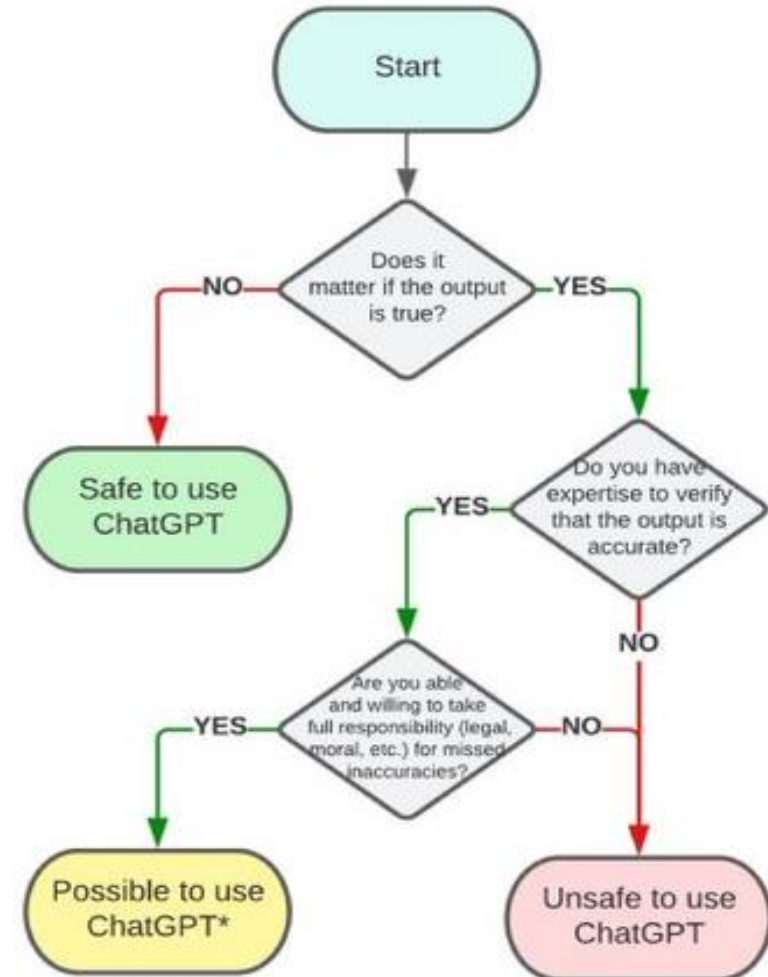 Start
Does it
matter if the output
is true?
NO
YES
Safe to use
ChatGPT
Do you have
expertise to verify
that the output is
accurate?
YES
NO
Are you able
and willing to take
full responsibility (legal,
moral, etc.) for missed
inaccuracies?
YES
NO
Possible to use
ChatGPT*
Unsafe to use
ChatGPT